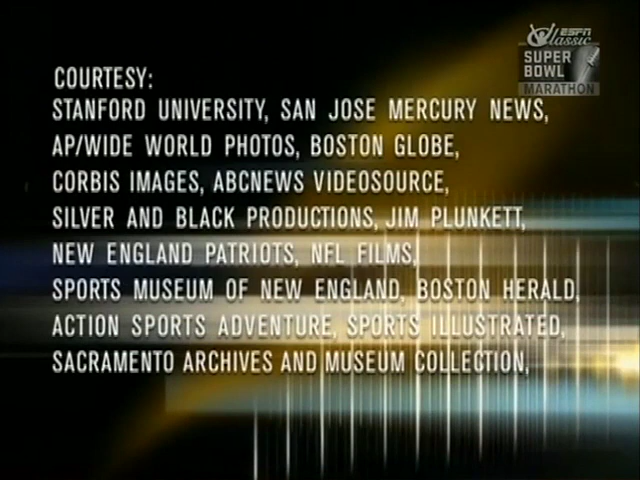 ESPN
Classic
SUPER
BOWL
MARATHON
COURTESY:
STANFORD UNIVERSITY, SAN JOSE MERCURY NEWS,
AP/WIDE WORLD PHOTOS, BOSTON GLOBE,
CORBIS IMAGES, ABCNEWS VIDEOSOURCE,
SILVER AND BLACK PRODUCTIONS, JIM PLUNKETT,
NEW ENGLAND PATRIOTS, NFL FILMS,
SPORTS MUSEUM OF NEW ENGLAND, BOSTON HERALD,
ACTION SPORTS ADVENTURE, SPORTS ILLUSTRATED,
SACRAMENTO ARCHIVES AND MUSEUM COLLECTION,